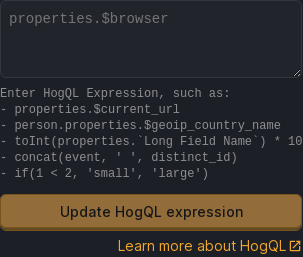 properties.$browser
Enter HogQL Expression, such as:
- properties.$current_url
- person.properties.$geoip_country_name
- toInt(properties.`Long Field Name`) * 10
- concat(event, ' ', distinct_id)
- if(1 < 2, 'small', 'large')
Update HogQL expression
Learn more about HogQL